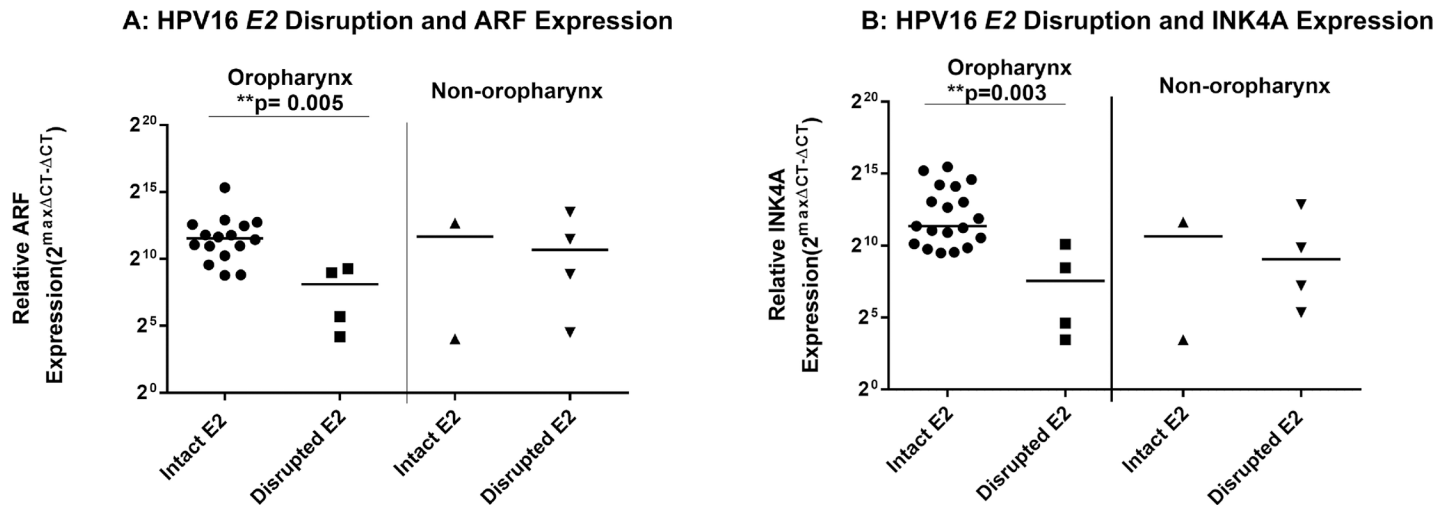 A: HPV16 E2 Disruption and ARF Expression
Oropharynx
**p= 0.005
Non-oropharynx
Relative ARF
Expression(2^maxΔCT-ΔCT)
2^20
2^15
2^10
2^5
2^0
Intact E2
Disrupted E2
Intact E2
Disrupted E2
B: HPV16 E2 Disruption and INK4A Expression
Oropharynx
**p=0.003
Non-oropharynx
Relative INK4A
Expression(2^maxΔCT-ΔCT)
2^20
2^15
2^10
2^5
2^0
Intact E2
Disrupted E2
Intact E2
Disrupted E2